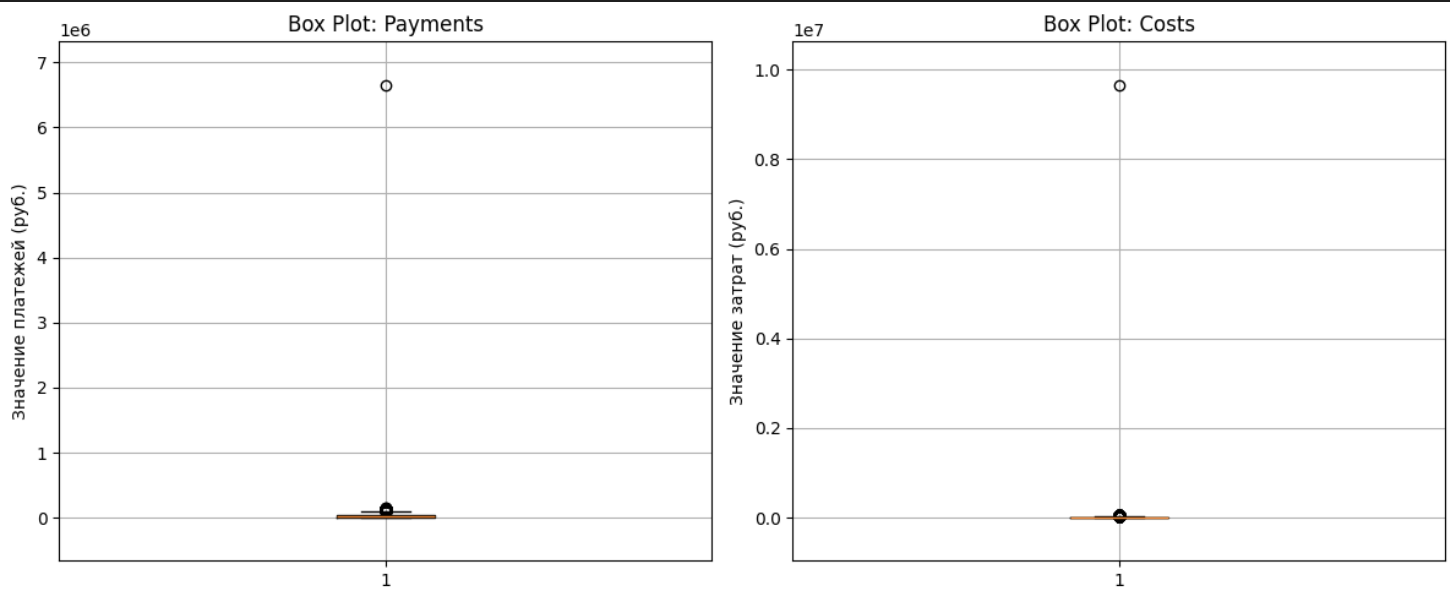 Box Plot: Payments
1e6
7
6
5
4
3
2
1
0
Значение платежей (руб.)
1
Box Plot: Costs
1e7
1.0
0.8
0.6
0.4
0.2
0.0
Значение затрат (руб.)
1